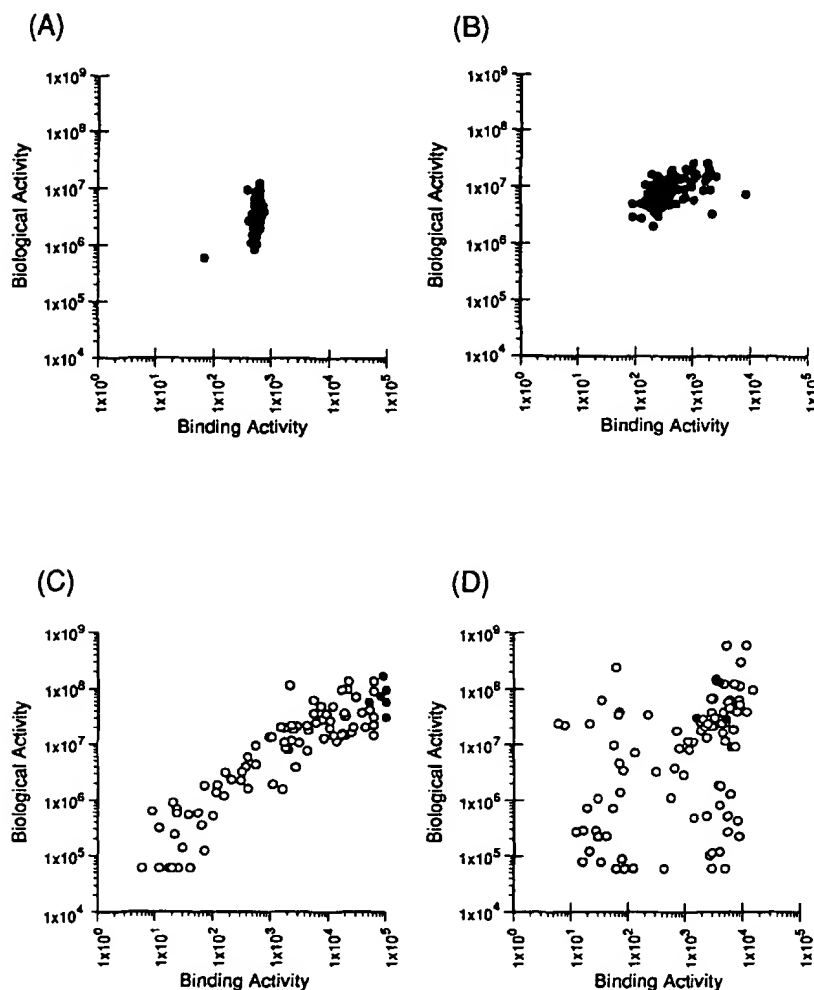 (A)
1x10⁹
1x10⁸
1x10⁷
1x10⁶
1x10⁵
1x10⁴
Biological Activity
1x10⁰
1x10¹
1x10²
1x10³
1x10⁴
1x10⁵
Binding Activity
(B)
1x10⁹
1x10⁸
1x10⁷
1x10⁶
1x10⁵
1x10⁴
Biological Activity
1x10⁰
1x10¹
1x10²
1x10³
1x10⁴
1x10⁵
Binding Activity
(C)
1x10⁹
1x10⁸
1x10⁷
1x10⁶
1x10⁵
1x10⁴
Biological Activity
1x10⁰
1x10¹
1x10²
1x10³
1x10⁴
1x10⁵
Binding Activity
(D)
1x10⁹
1x10⁸
1x10⁷
1x10⁶
1x10⁵
1x10⁴
Biological Activity
1x10⁰
1x10¹
1x10²
1x10³
1x10⁴
1x10⁵
Binding Activity